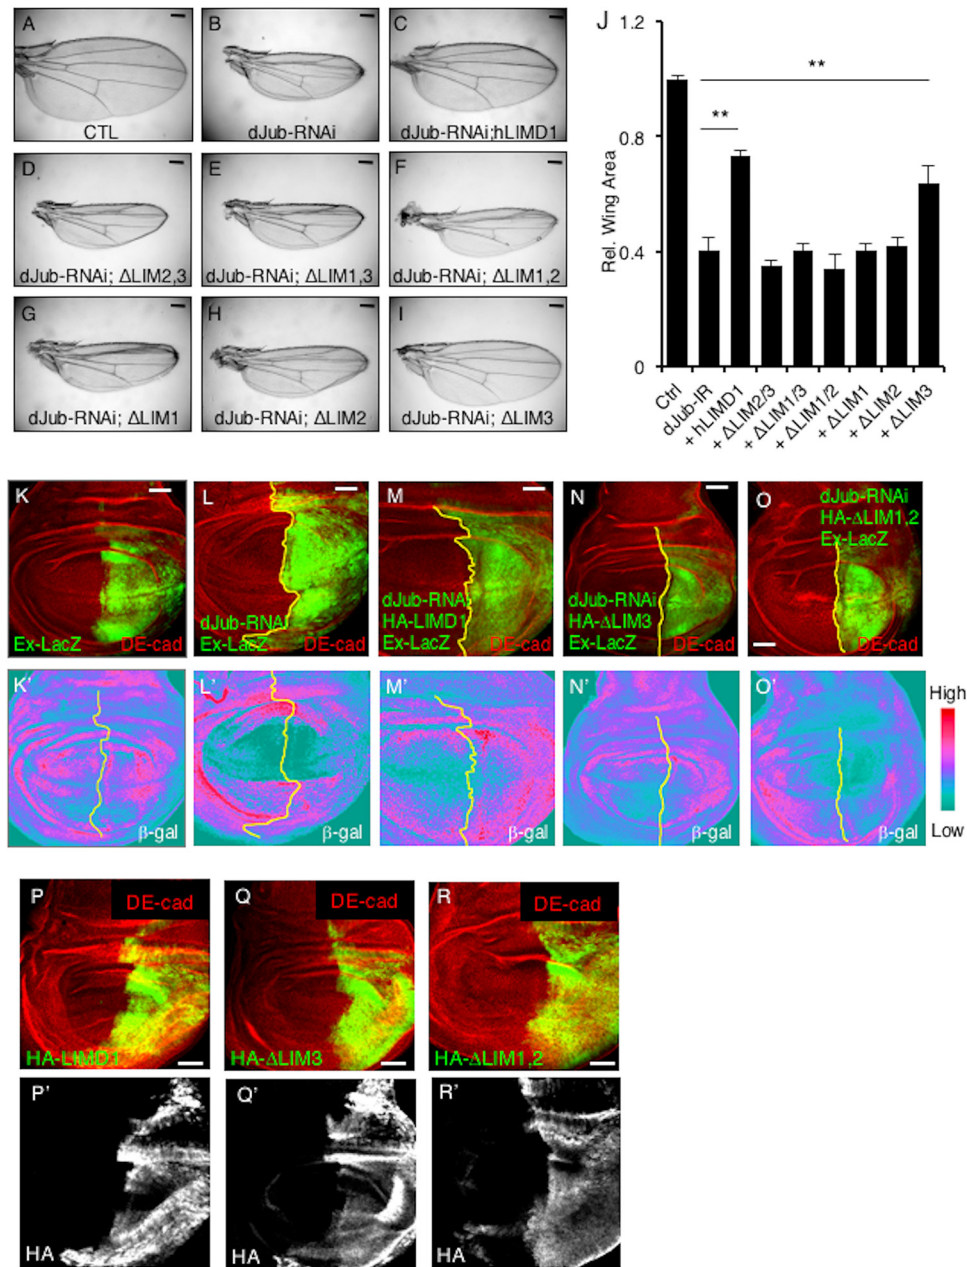 A
CTL
B
dJub-RNAi
C
dJub-RNAi;hLIMD1
D
dJub-RNAi; ΔLIM2,3
E
dJub-RNAi; ΔLIM1,3
F
dJub-RNAi; ΔLIM1,2
G
dJub-RNAi; ΔLIM1
H
dJub-RNAi; ΔLIM2
I
dJub-RNAi; ΔLIM3
J
1.2
0.8
0.4
0
Rel. Wing Area
**
**
Ctrl
dJub-IR
+ hLIMD1
+ ΔLIM2/3
+ ΔLIM1/3
+ ΔLIM1/2
+ ΔLIM1
+ ΔLIM2
+ ΔLIM3
K
Ex-LacZ
DE-cad
L
dJub-RNAi
Ex-LacZ
DE-cad
M
dJub-RNAi
HA-LIMD1
Ex-LacZ
DE-cad
N
dJub-RNAi
HA-ΔLIM3
Ex-LacZ
DE-cad
O
dJub-RNAi
HA-ΔLIM1,2
Ex-LacZ
DE-cad
K'
β-gal
L'
β-gal
M'
β-gal
N'
β-gal
O'
β-gal
High
Low
P
DE-cad
HA-LIMD1
Q
DE-cad
HA-ΔLIM3
R
DE-cad
HA-ΔLIM1,2
P'
HA
Q'
HA
R'
HA